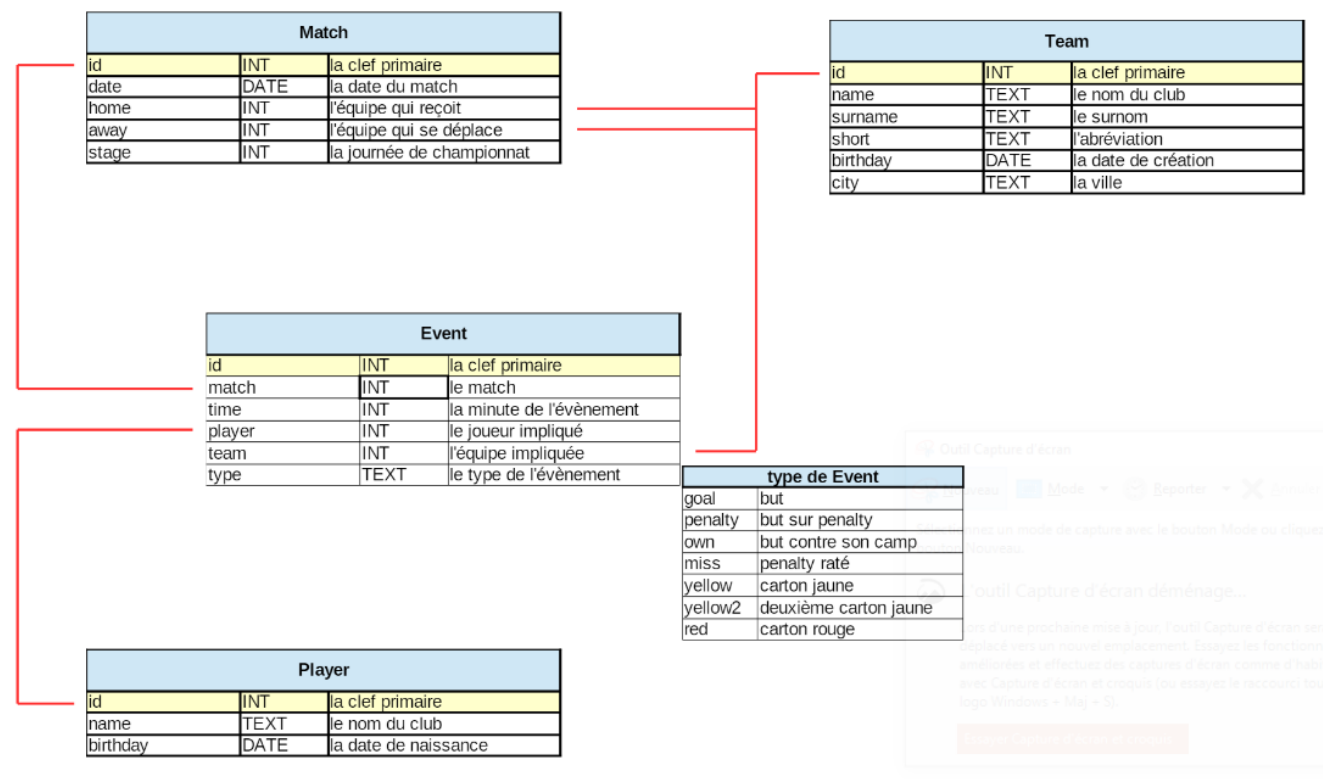 Match
id INT la clef primaire
date DATE la date du match
home INT l'équipe qui reçoit
away INT l'équipe qui se déplace
stage INT la journée de championnat
Team
id INT la clef primaire
name TEXT le nom du club
surname TEXT le surnom
short TEXT l'abréviation
birthday DATE la date de création
city TEXT la ville
Event
id INT la clef primaire
match INT le match
time INT la minute de l'évènement
player INT le joueur impliqué
team INT l'équipe impliquée
type TEXT le type de l'évènement
type de Event
goal but
penalty but sur penalty
own but contre son camp
miss penalty raté
yellow carton jaune
yellow2 deuxième carton jaune
red carton rouge
Player
id INT la clef primaire
name TEXT le nom du club
birthday DATE la date de naissance
Outil Capture d'écran
Nouveau Mode Reporter Annuler
Sélectionnez un mode de capture avec le bouton Mode ou cliquez
bouton Nouveau.
L'outil Capture d'écran déménage...
Lors d'une prochaine mise à jour, l'outil Capture d'écran
déplacé vers un nouvel emplacement. Essayez les
améliorées et effectues des captures d'écran comme
avec Capture d'écran et croquis (ou essayez le raccourci
logo Windows + Maj + S).